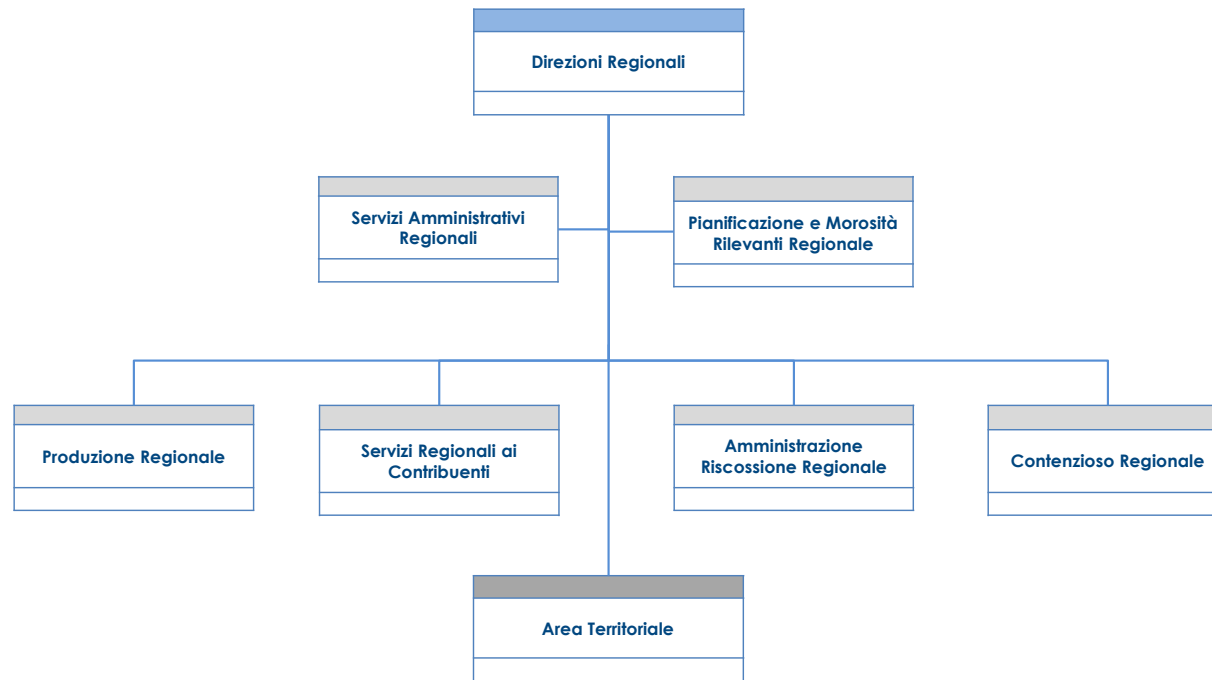 Direzioni Regionali
Servizi Amministrativi
Regionali
Pianificazione e Morosità
Rilevanti Regionale
Produzione Regionale
Servizi Regionali ai
Contribuenti
Amministrazione
Riscossione Regionale
Contenzioso Regionale
Area Territoriale